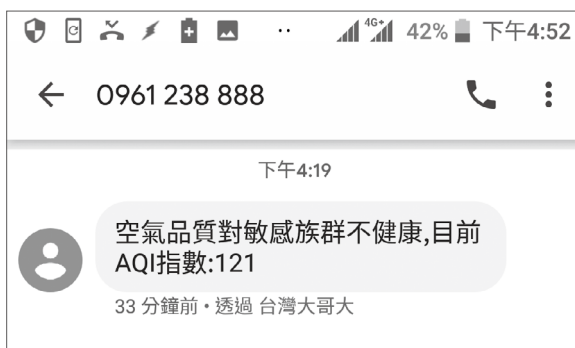 4G+ 42% 下午4:52
0961 238 888
下午4:19
空氣品質對敏感族群不健康,目前
AQI指數:121
33 分鐘前 • 透過 台灣大哥大